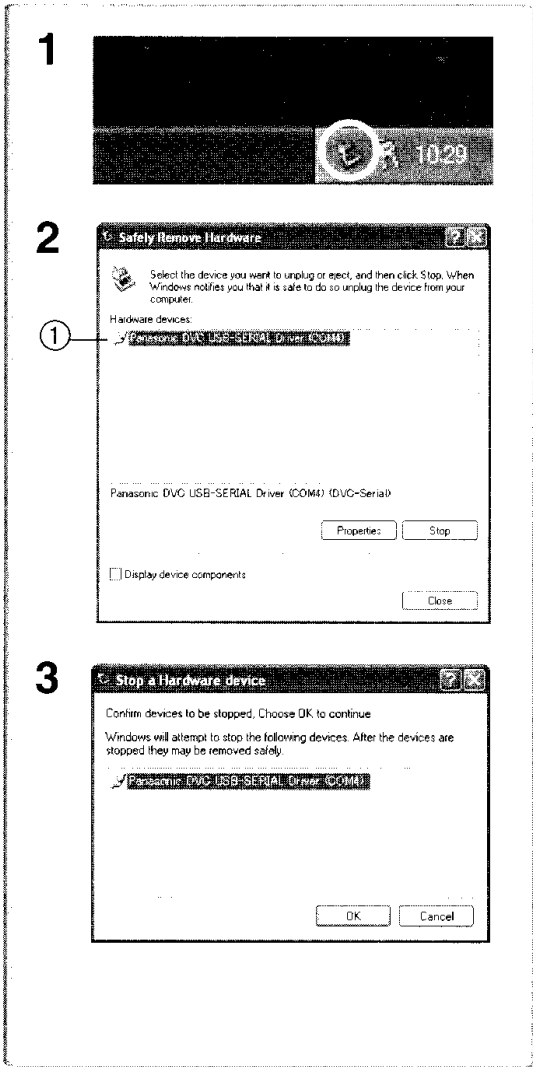 1
10:29
2
Safely Remove Hardware
Select the device you want to unplug or eject, and then click Stop. When
Windows notifies you that it is safe to do so unplug the device from your
computer.
Hardware devices:
① Panasonic DVC USB-SERIAL Driver (COM4)
Panasonic DVC USB-SERIAL Driver (COM4) (DVC-Serial)
Properties Stop
Display device components
Close
3
Stop a Hardware device
Confirm devices to be stopped, Choose OK to continue
Windows will attempt to stop the following devices. After the devices are
stopped they may be removed safely.
Panasonic DVC USB-SERIAL Driver (COM4)
OK Cancel